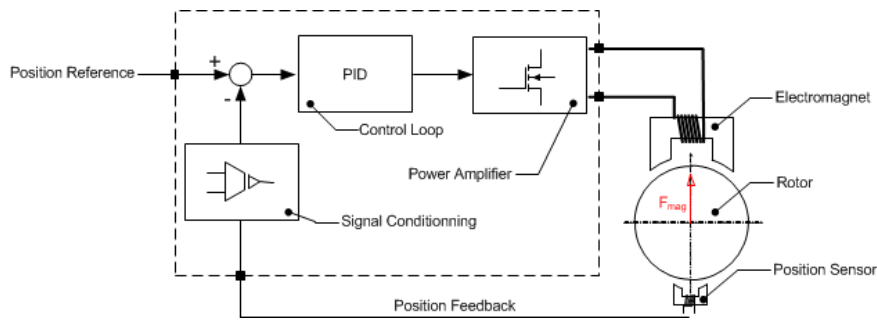 Position Reference
+
-
PID
Control Loop
Power Amplifier
Signal Conditionning
Electromagnet
Rotor
Fmag
Position Sensor
Position Feedback